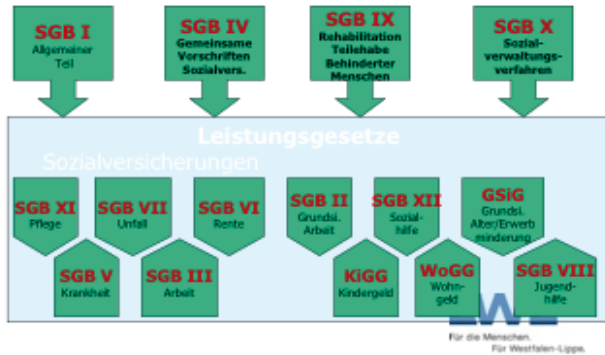 SGB I
Allgemeiner
Teil
SGB IV
Gemeinsame
Vorschriften
Sozialvers.
SGB IX
Rehabilitation
Teilehabe
Behinderter
Menschen
SGB X
Sozial-
verwaltungs-
verfahren
Leistungsgesetze
Sozialversicherungen
SGB XI
Pflege
SGB VII
Unfall
SGB VI
Rente
SGB II
Grundsi.
Arbeit
SGB XII
Sozial-
hilfe
GSiG
Grundsi.
Alter/Erwerb
minderung
SGB V
Krankheit
SGB III
Arbeit
KiGG
Kindergeld
WoGG
Wohn-
geld
SGB VIII
Jugend-
hilfe
Für die Menschen.
Für Westfalen-Lippe.